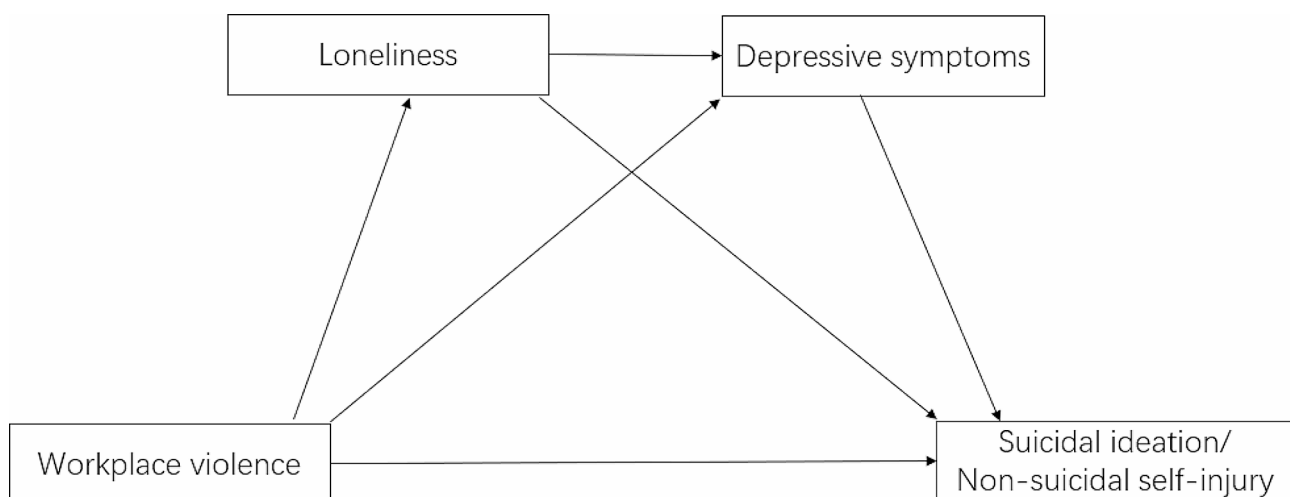 Loneliness
Depressive symptoms
Workplace violence
Suicidal ideation/
Non-suicidal self-injury